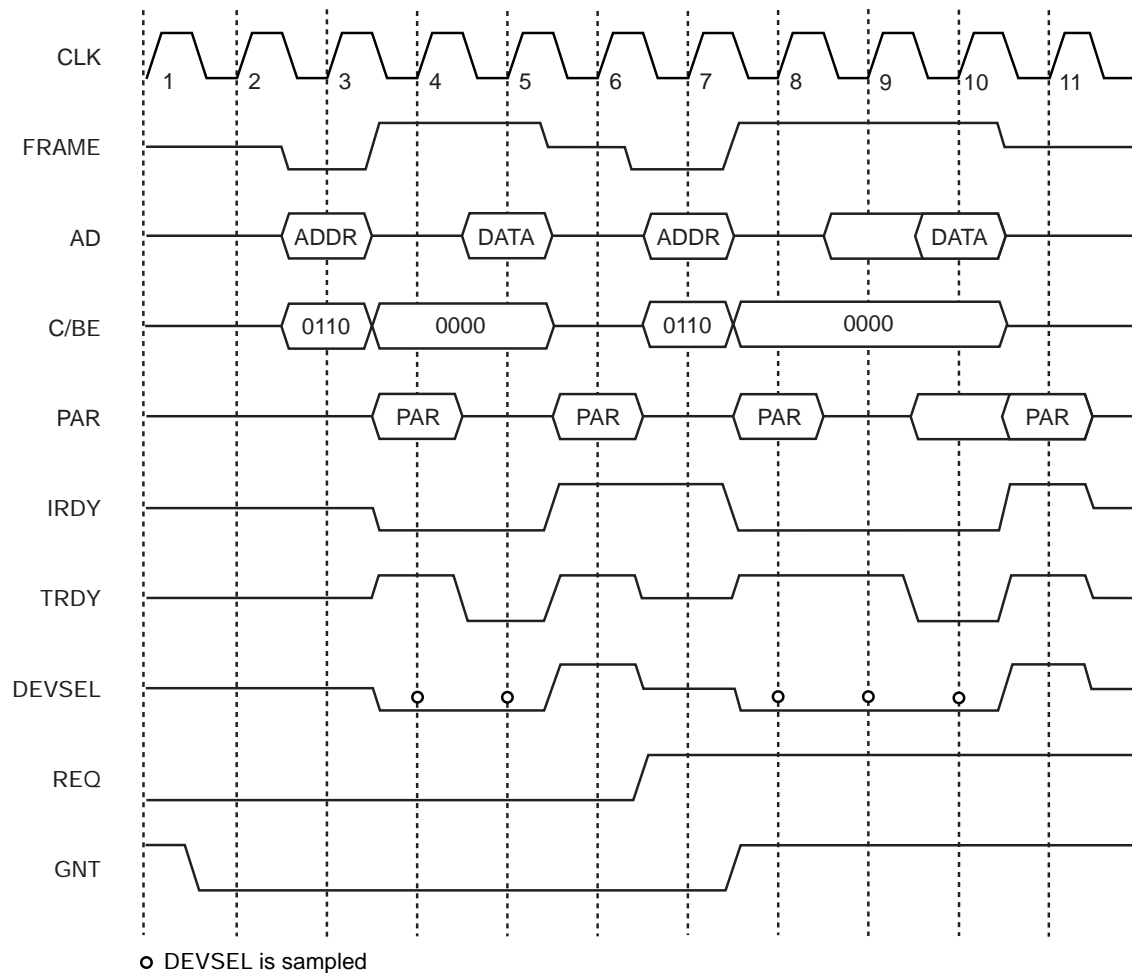 CLK
1 2 3 4 5 6 7 8 9 10 11
FRAME
AD ADDR DATA ADDR DATA
C/BE 0110 0000 0110 0000
PAR PAR PAR PAR PAR
IRDY
TRDY
DEVSEL
REQ
GNT
DEVSEL is sampled